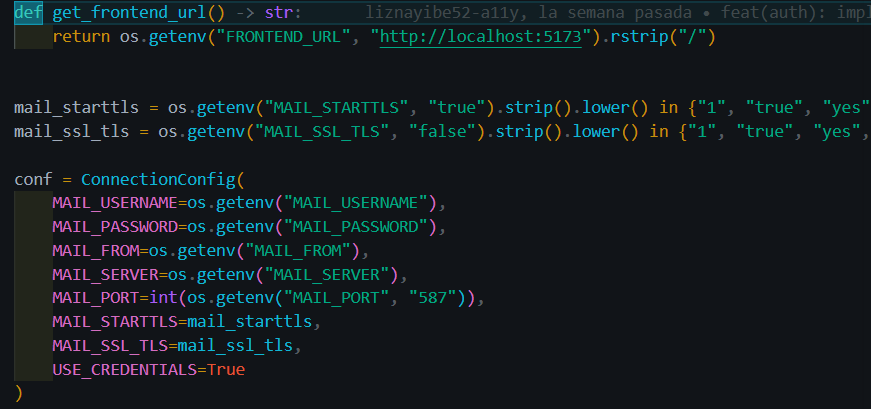 def get_frontend_url() -> str:     liznayibe52-a11y, la semana pasada • feat(auth): impl
    return os.getenv("FRONTEND_URL", "http://localhost:5173").rstrip("/")
mail_starttls = os.getenv("MAIL_STARTTLS", "true").strip().lower() in {"1", "true", "yes"
mail_ssl_tls = os.getenv("MAIL_SSL_TLS", "false").strip().lower() in {"1", "true", "yes",
conf = ConnectionConfig(
    MAIL_USERNAME=os.getenv("MAIL_USERNAME"),
    MAIL_PASSWORD=os.getenv("MAIL_PASSWORD"),
    MAIL_FROM=os.getenv("MAIL_FROM"),
    MAIL_SERVER=os.getenv("MAIL_SERVER"),
    MAIL_PORT=int(os.getenv("MAIL_PORT", "587")),
    MAIL_STARTTLS=mail_starttls,
    MAIL_SSL_TLS=mail_ssl_tls,
    USE_CREDENTIALS=True
)